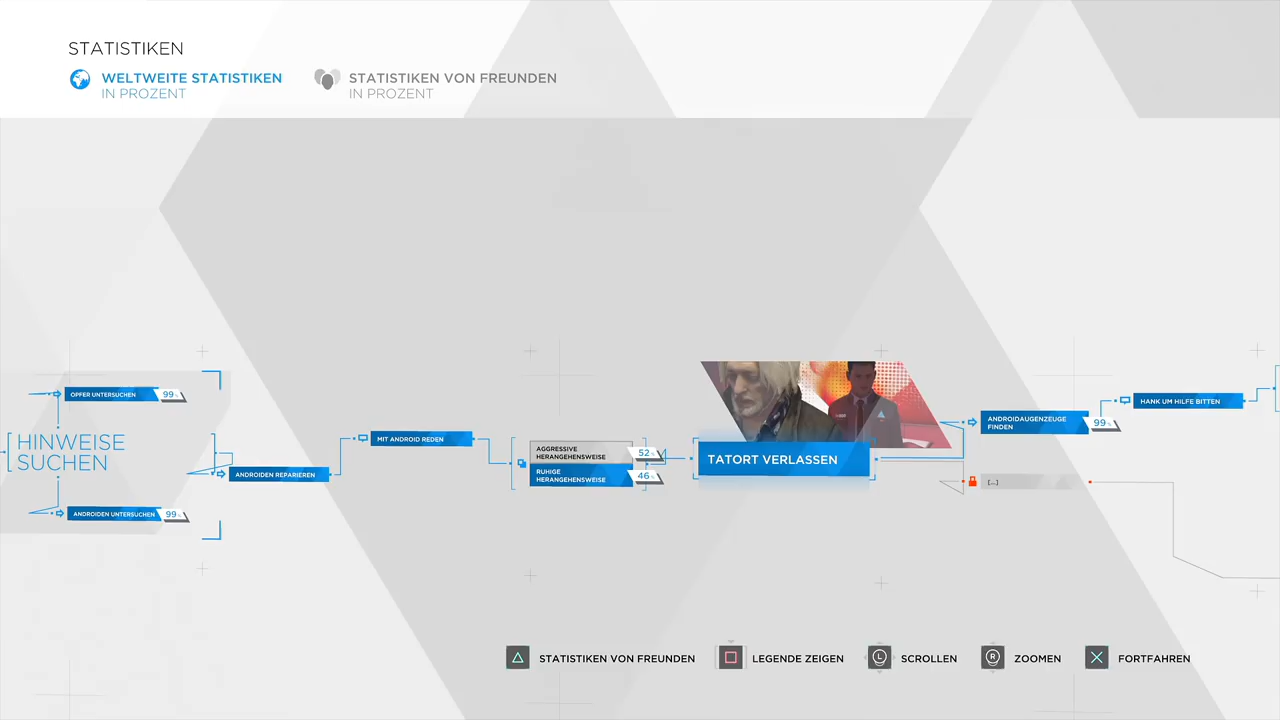 STATISTIKEN
WELTWEITE STATISTIKEN
IN PROZENT
STATISTIKEN VON FREUNDEN
IN PROZENT
OPFER UNTERSUCHEN
99%
HINWEISE
SUCHEN
ANDROIDEN UNTERSUCHEN
99%
ANDROIDEN REPARIEREN
MIT ANDROID REDEN
AGGRESSIVE
HERANGEHENSWEISE
52%
RUHIGE
HERANGEHENSWEISE
46%
TATORT VERLASSEN
ANDROIDAUGENZEUGE
FINDEN
99%
HANK UM HILFE BITTEN
[...]
STATISTIKEN VON FREUNDEN
LEGENDE ZEIGEN
L
SCROLLEN
R
ZOOMEN
FORTFAHREN